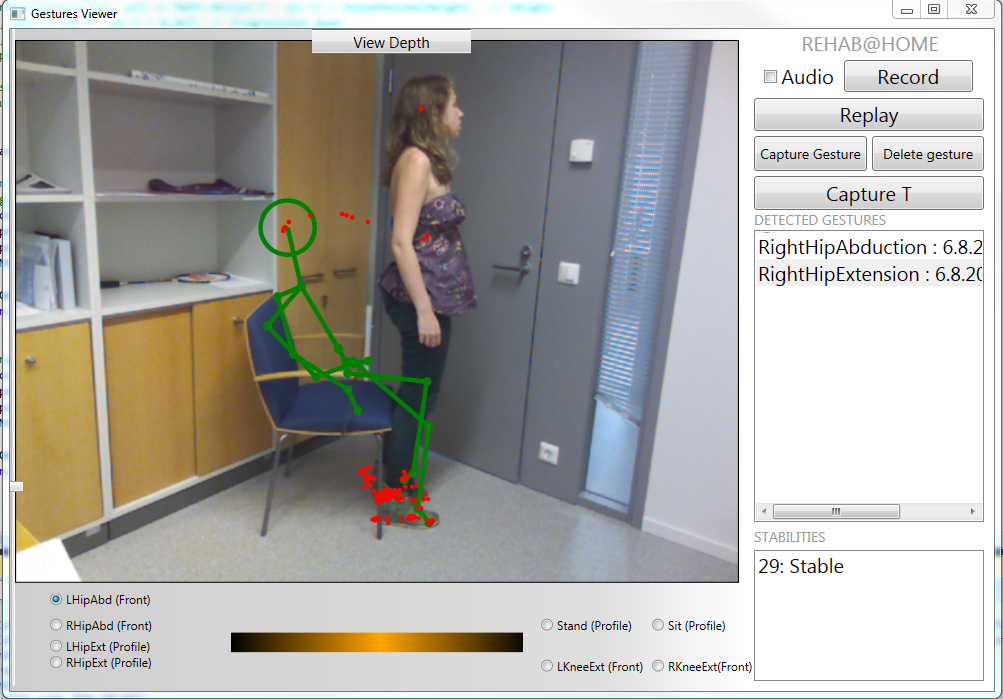 Gestures Viewer
View Depth
REHAB@HOME
Audio
Record
Replay
Capture Gesture
Delete gesture
Capture T
DETECTED GESTURES
RightHipAbduction : 6.8.2
RightHipExtension : 6.8.20
STABILITIES
29: Stable
LHipAbd (Front)
RHipAbd (Front)
LHipExt (Profile)
RHipExt (Profile)
Stand (Profile)
Sit (Profile)
LKneeExt (Front)
RKneeExt(Front)